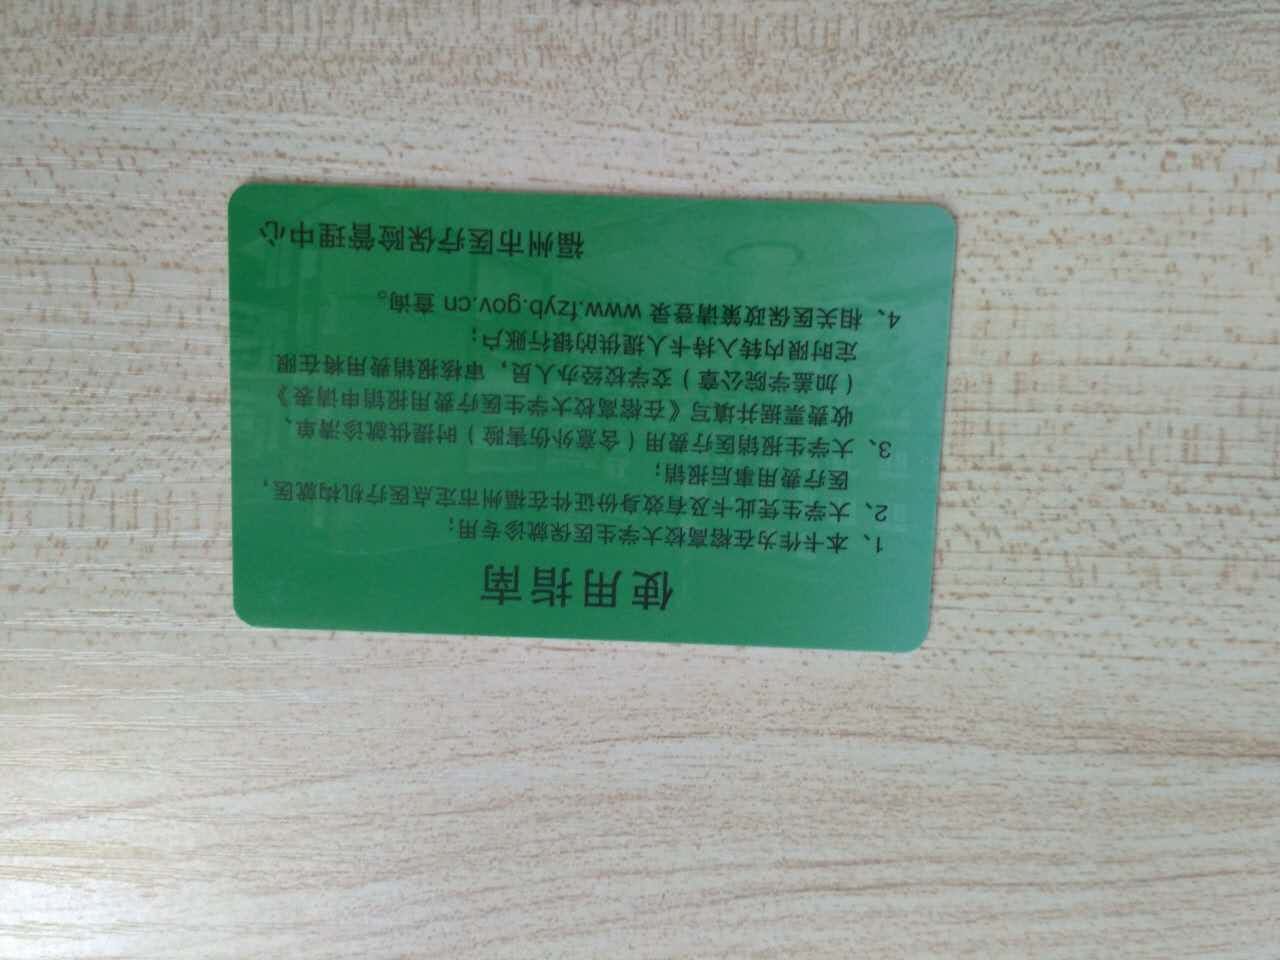 使用指南
1、本卡作为在榕高校大学生医保就诊专用；
2、大学生凭此卡及有效身份证件在福州市定点医疗机构就医，
医疗费用事后报销；
3、大学生报销医疗费用（含意外伤害险）时提供就诊清单、
收费票据并填写《在榕高校大学生医疗费用报销申请表》
（加盖学院公章）交学校经办人员，审核报销费用将在限
定时限内转入持卡人提供的银行账户；
4、相关医保政策请登录 www.fzyb.gov.cn 查询。
福州市医疗保险管理中心